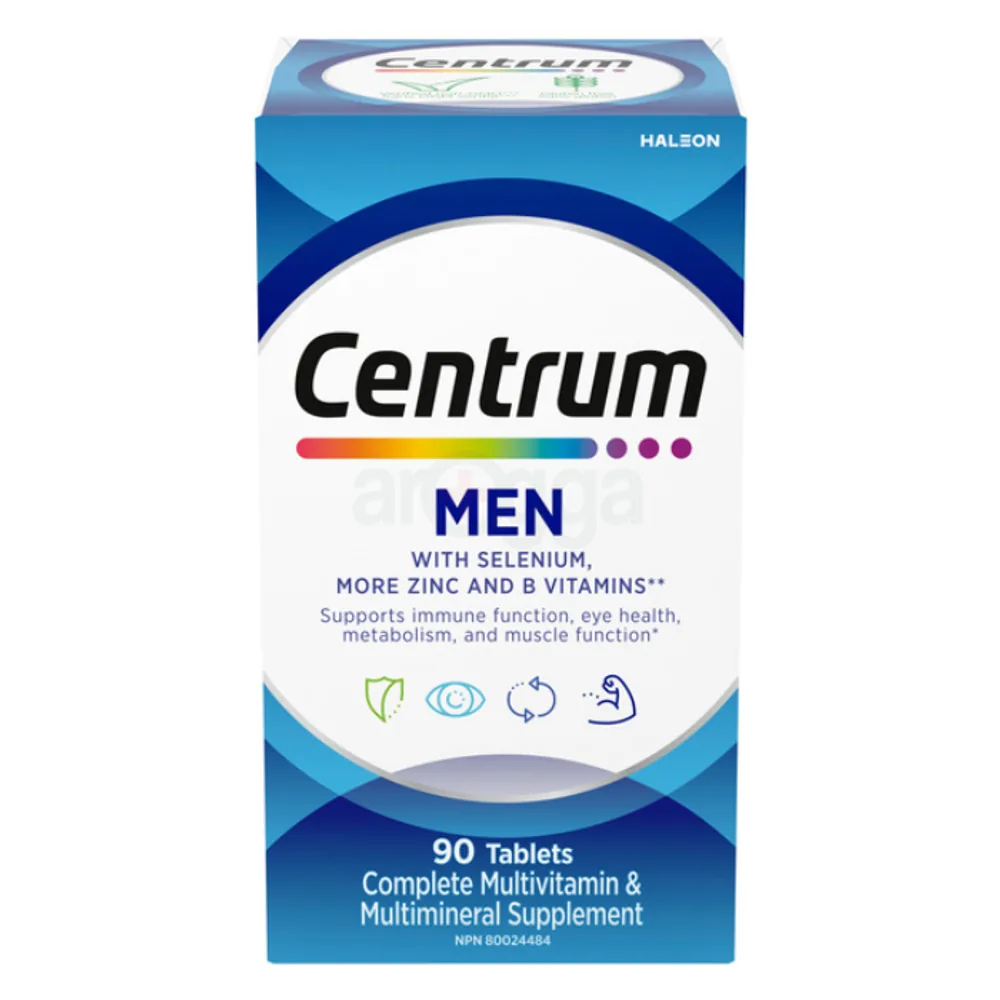 Centrum
HALEON
Centrum
MEN
WITH SELENIUM,
MORE ZINC AND B VITAMINS**
Supports immune function, eye health,
metabolism, and muscle function*
arogga
90 Tablets
Complete Multivitamin &
Multimineral Supplement
NPN 80024484